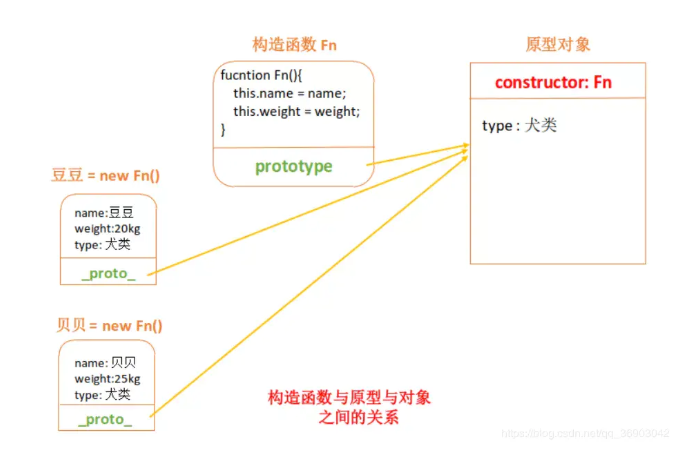 构造函数 Fn
原型对象
fucntion Fn(){
this.name = name;
this.weight = weight;
}
prototype
constructor: Fn
type : 犬类
豆豆 = new Fn()
name:豆豆
weight:20kg
type: 犬类
_proto_
贝贝 = new Fn()
name: 贝贝
weight:25kg
type: 犬类
_proto_
构造函数与原型与对象
之间的关系
https://blog.csdn.net/qq_36903042